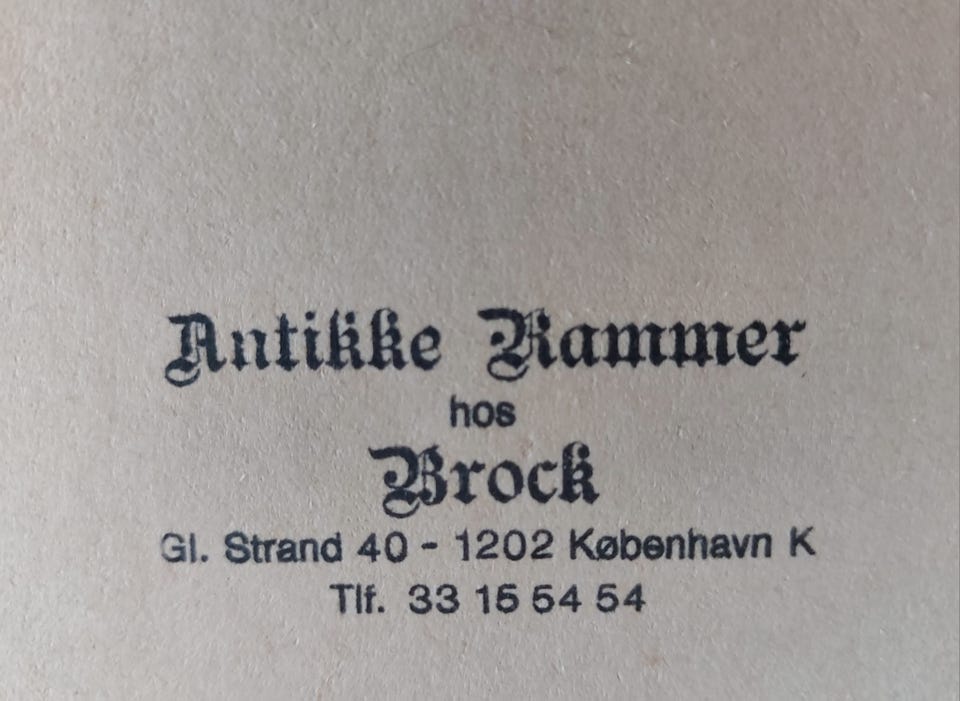 Antikke Rammer
hos
Brock
Gl. Strand 40 - 1202 København K
Tlf. 33 15 54 54